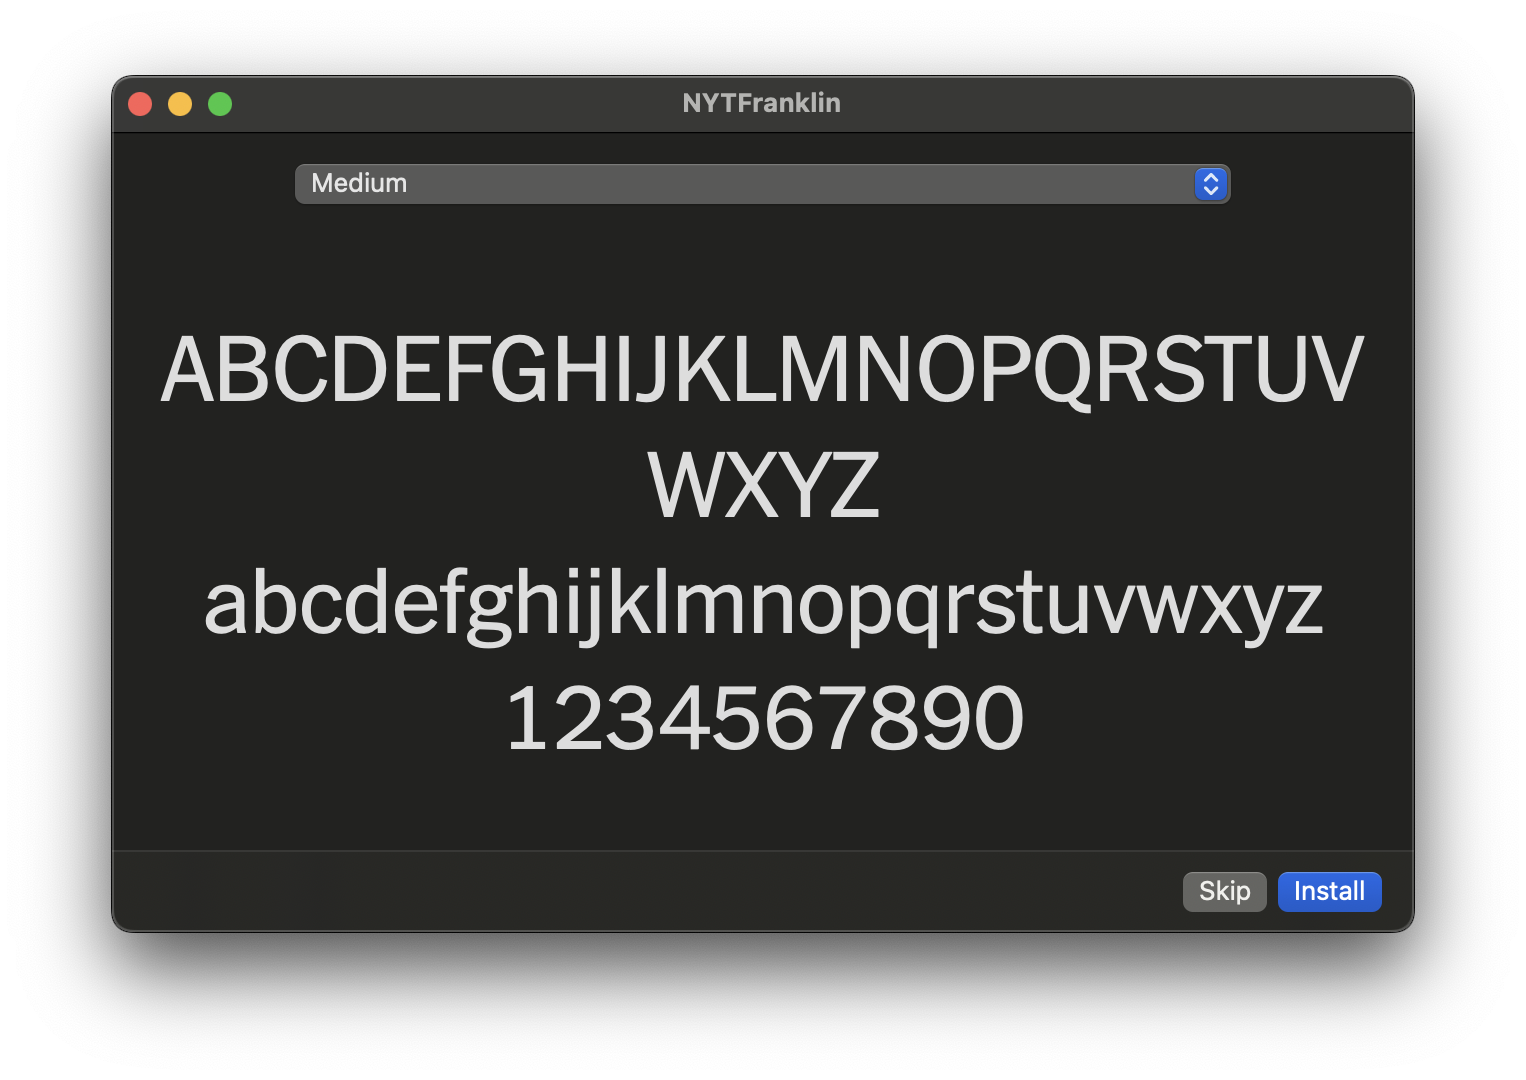 NYTFranklin
Medium
ABCDEFGHIJKLMNOPQRSTUV
WXYZ
abcdefghijklmnopqrstuvwxyz
1234567890
Skip
Install